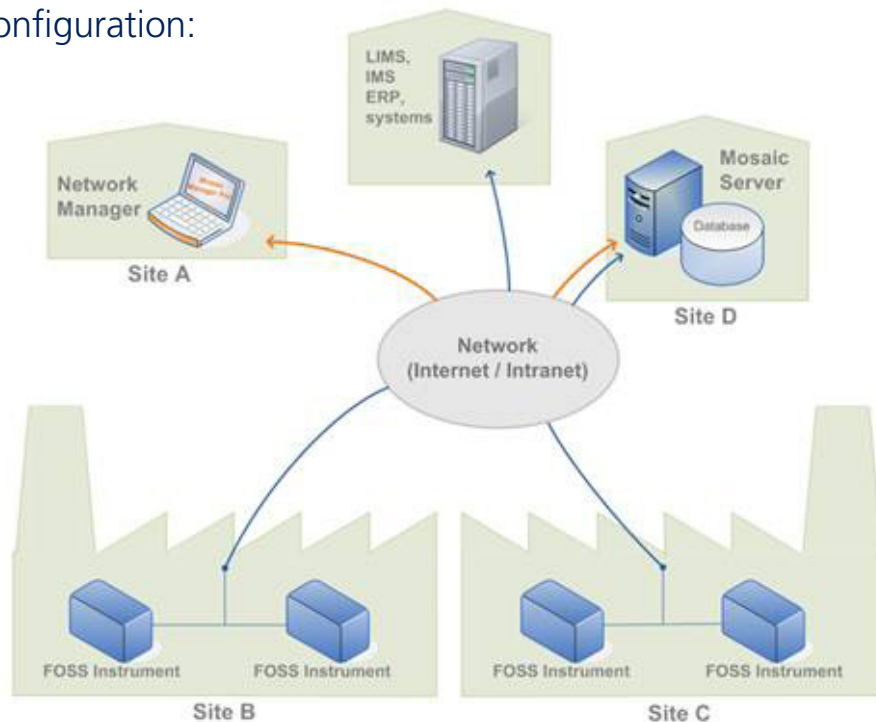 onfiguration:
LIMS,
IMS
ERP,
systems
Network
Manager
Site A
Mosaic
Server
Database
Site D
Network
(Internet / Intranet)
FOSS Instrument
FOSS Instrument
Site B
FOSS Instrument
FOSS Instrument
Site C